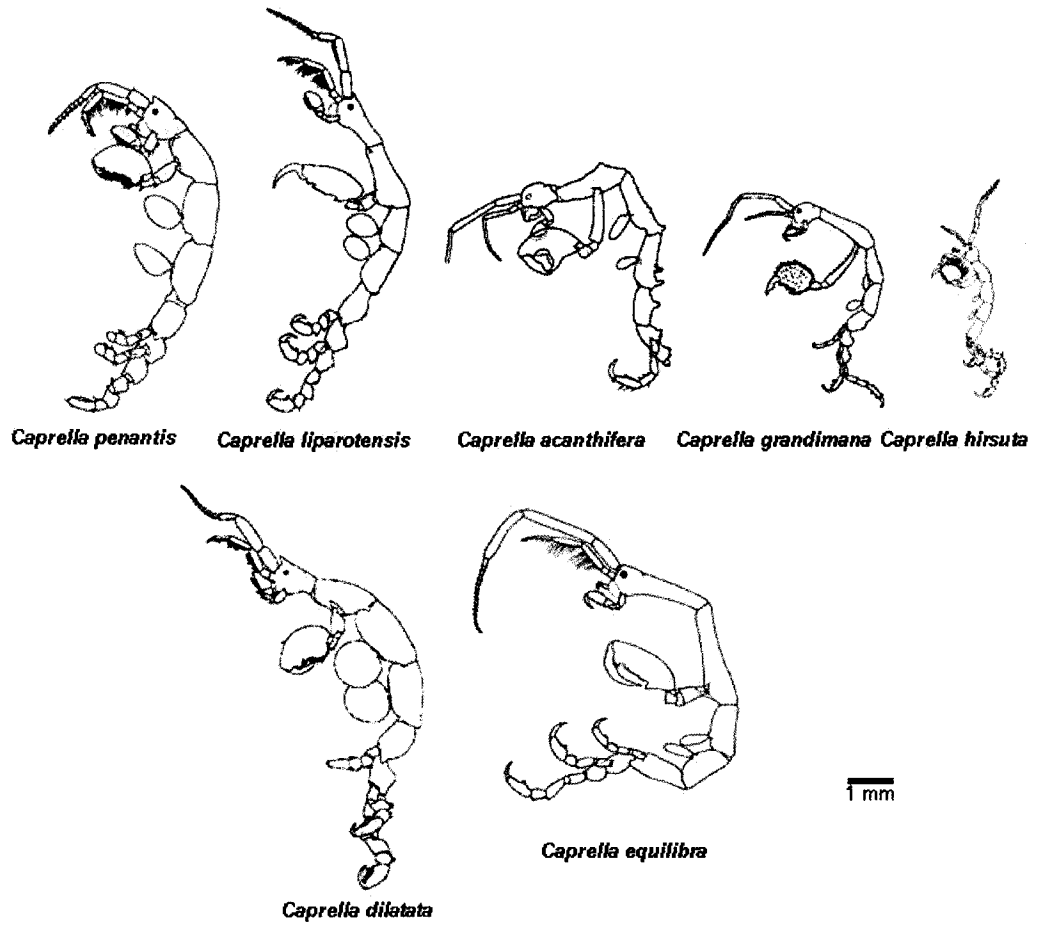 Caprella penantis
Caprella liparotensis
Caprella acanthifera
Caprella grandimana
Caprella hirsuta
1 mm
Caprella equilibra
Caprella dilatata